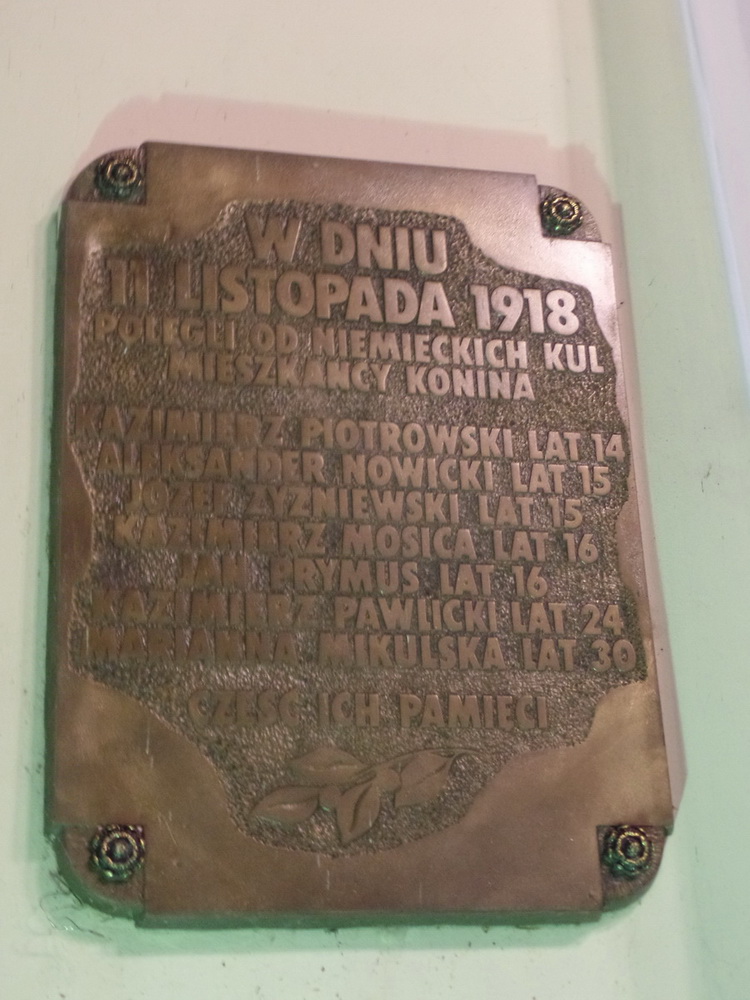 W DNIU
11 LISTOPADA 1918
POLEGLI OD NIEMIECKICH KUL
MIESZKAŃCY KONINA
KAZIMIERZ PIOTROWSKI LAT 14
ALEKSANDER NOWICKI LAT 15
JÓZEF ZYZNIEWSKI LAT 15
KAZIMIERZ MOSICA LAT 16
JAN PRYMUS LAT 16
KAZIMIERZ PAWLICKI LAT 24
MARIANNA MIKULSKA LAT 30
CZEŚĆ ICH PAMIĘCI